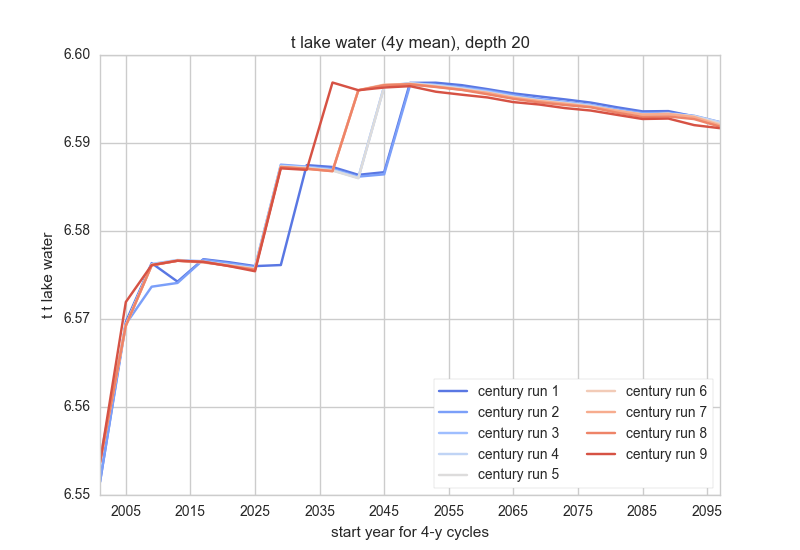 t lake water (4y mean), depth 20
6.60
6.59
6.58
6.57
6.56
6.55
t t lake water
century run 1
century run 2
century run 3
century run 4
century run 5
century run 6
century run 7
century run 8
century run 9
2005 2015 2025 2035 2045 2055 2065 2075 2085 2095
start year for 4-y cycles